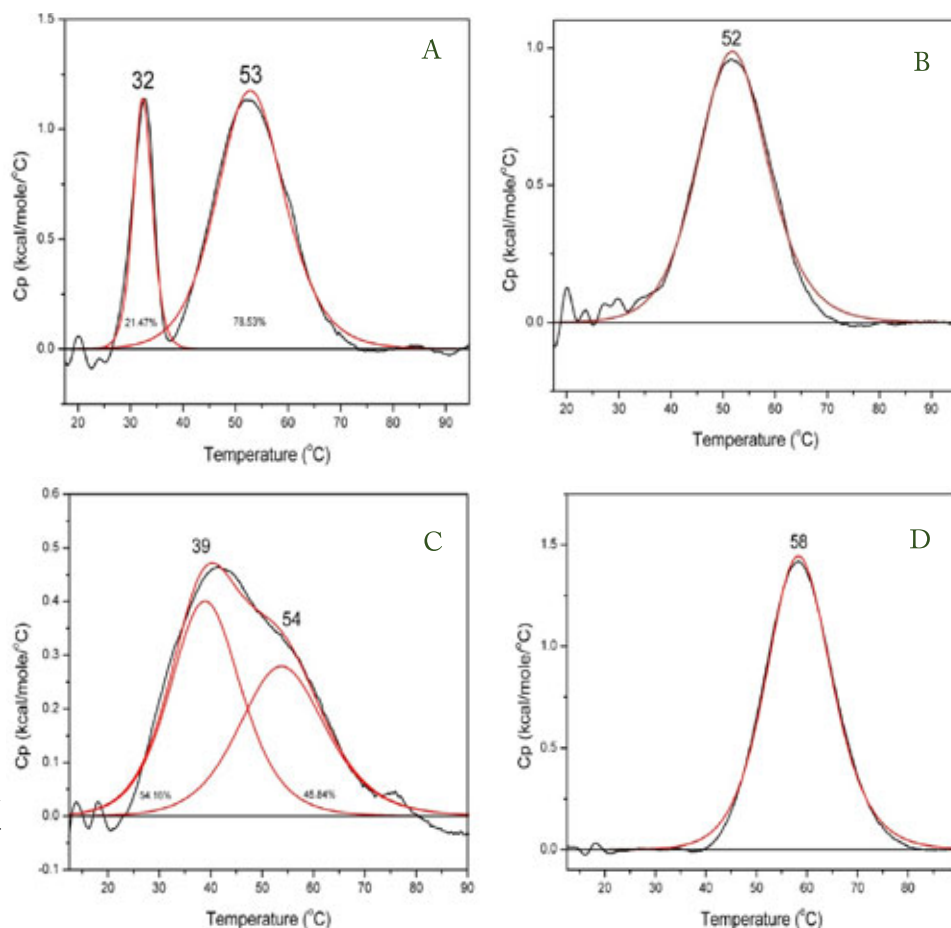 A
32
53
1.5
1.0
0.5
0.0
21.47%
78.53%
Cp (kcal/mole/°C)
20 30 40 50 60 70 80 90
Temperature (°C)
B
52
1.0
0.5
0.0
Cp (kcal/mole/°C)
20 30 40 50 60 70 80 90
Temperature (°C)
C
39
54
0.6
0.5
0.4
0.3
0.2
0.1
0.0
-0.1
54.16%
45.84%
Cp (kcal/mole/°C)
20 30 40 50 60 70 80 90
Temperature (°C)
D
58
1.5
1.0
0.5
0.0
Cp (kcal/mole/°C)
20 30 40 50 60 70 80
Temperature (°C)